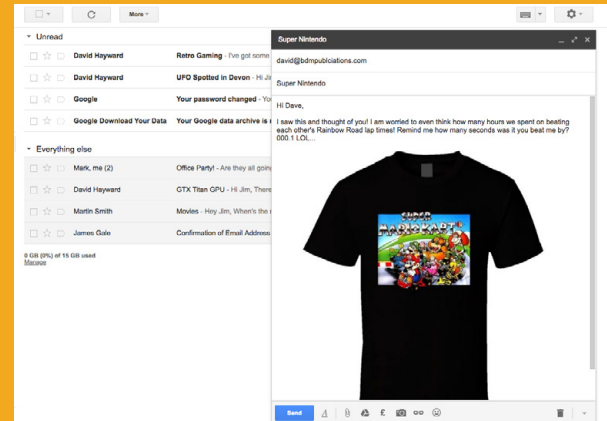 More
Unread
David Hayward Retro Gaming - I've got some
David Hayward UFO Spotted in Devon - Hi Ji
Google Your password changed - Yo
Google Download Your Data Your Google data archive is r
Everything else
Mark, me (2) Office Party! - Are they all goin
David Hayward GTX Titan GPU - Hi Jim, There
Martin Smith Movies - Hey Jim, When's the
James Gale Confirmation of Email Address
0 GB (0%) of 15 GB used
Manage
Super Nintendo
david@bdmpublciations.com
Super Nintendo
Hi Dave,
I saw this and thought of you! I am worried to even think how many hours we spent on beating
each other's Rainbow Road lap times! Remind me how many seconds was it you beat me by?
000.1 LOL...
SUPER
MARIO KART
Send